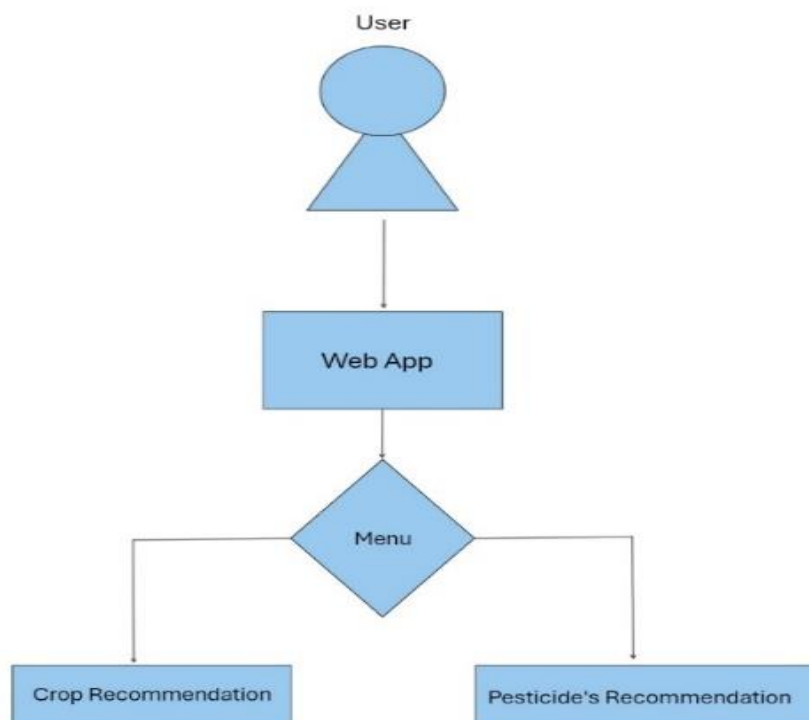 User
Web App
Menu
Crop Recommendation
Pesticide's Recommendation